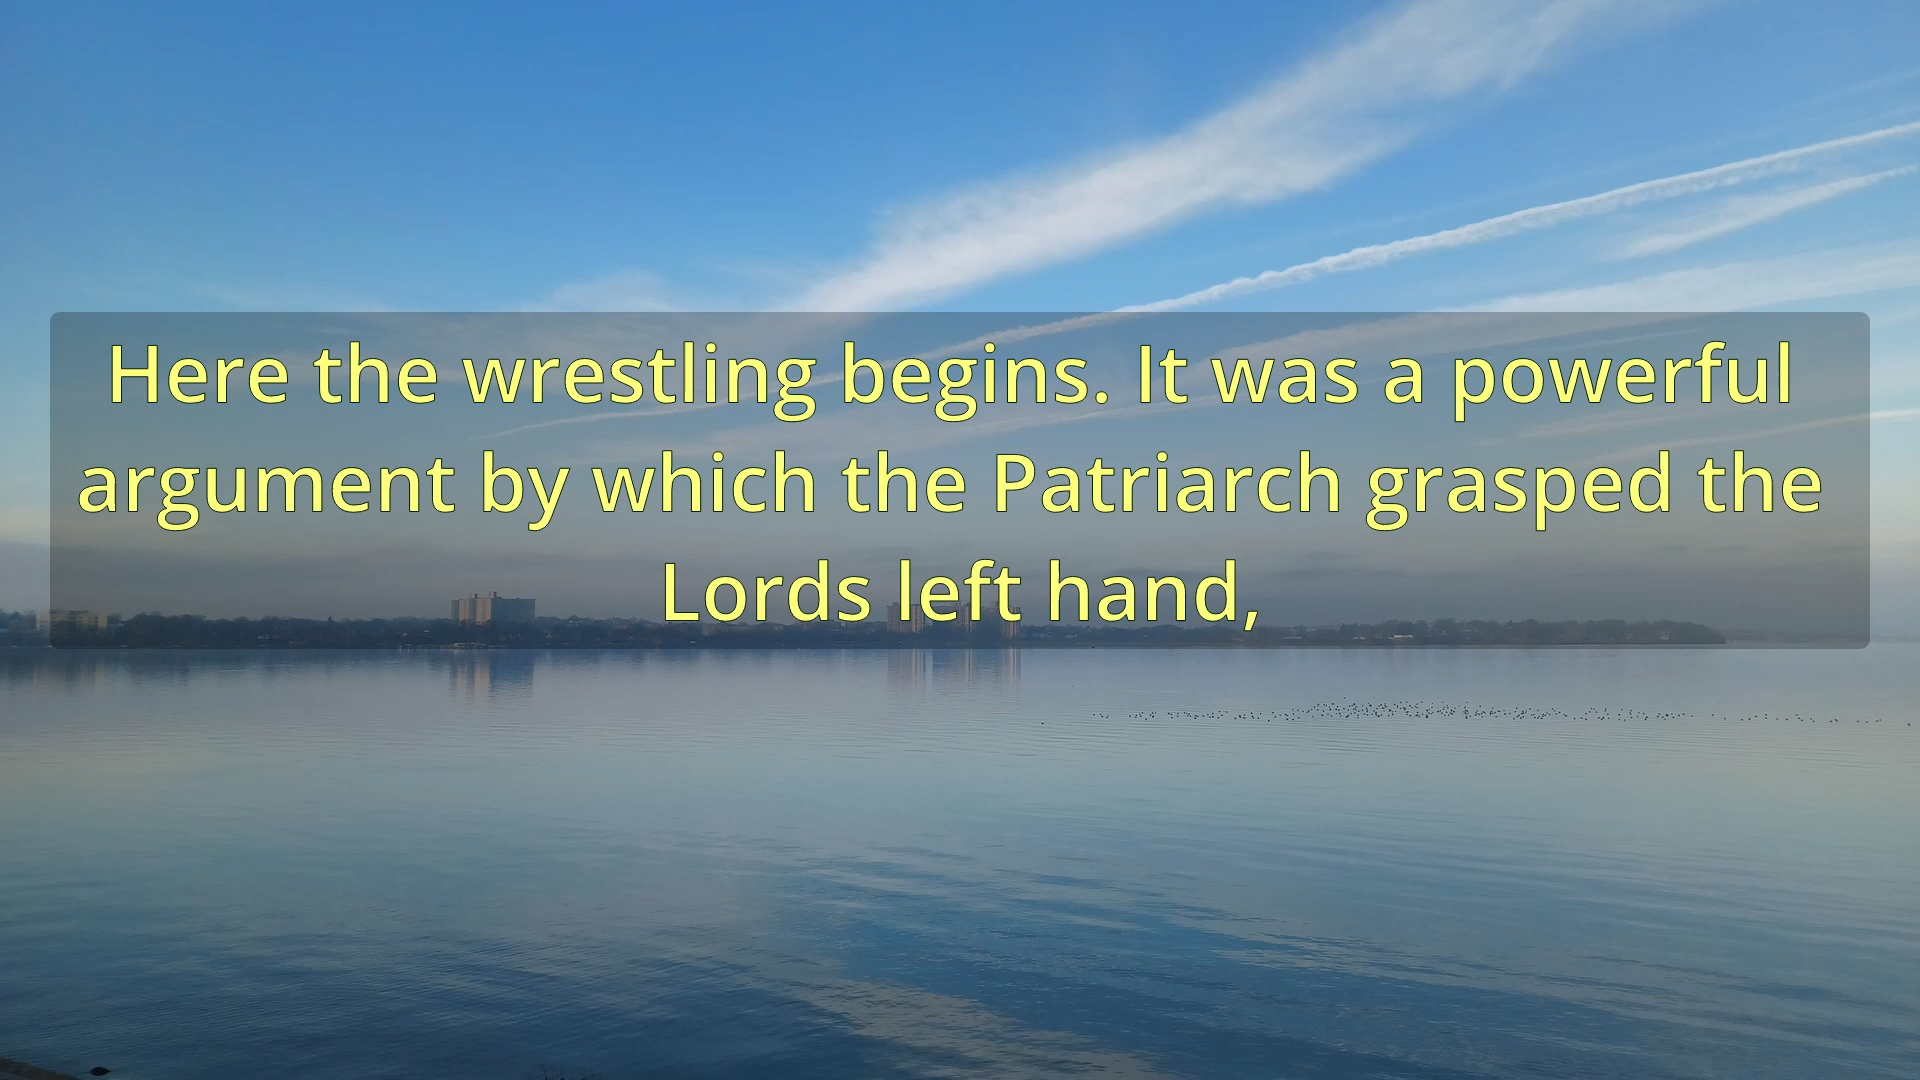 Here the wrestling begins. It was a powerful
argument by which the Patriarch grasped the
Lords left hand,